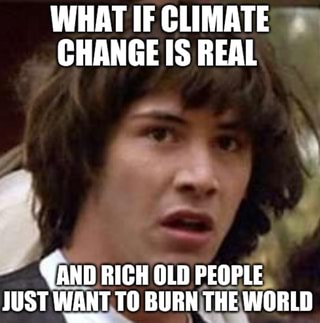 WHAT IF CLIMATE
CHANGE IS REAL
AND RICH OLD PEOPLE
JUST WANT TO BURN THE WORLD